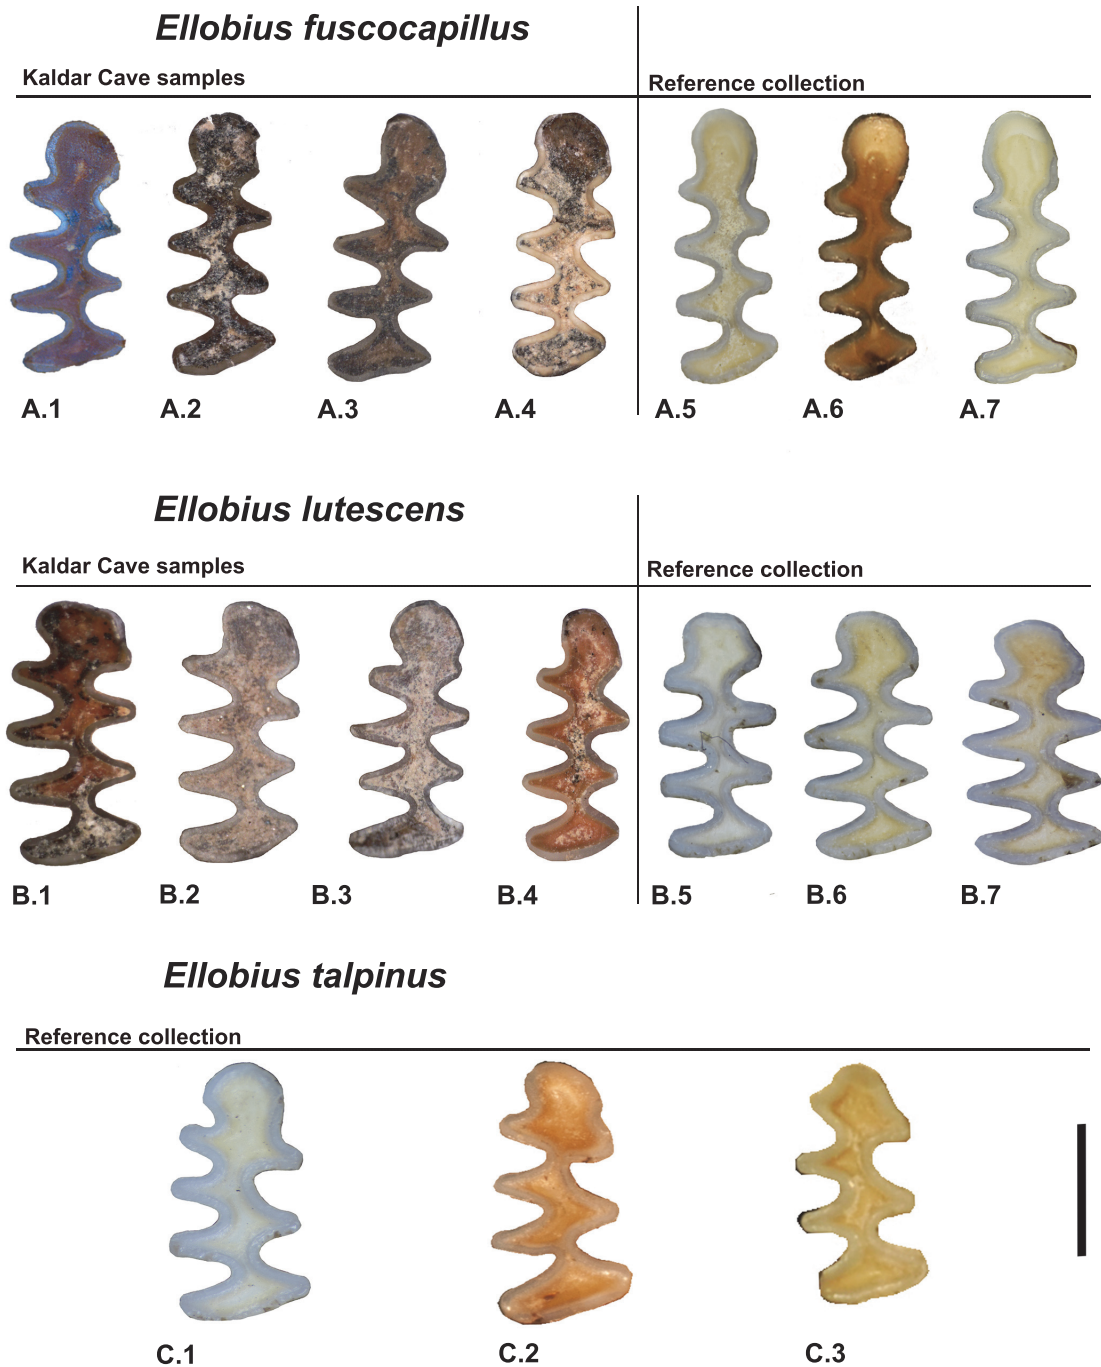 Ellobius fuscocapillus
Kaldar Cave samples
Reference collection
A.1 A.2 A.3 A.4 A.5 A.6 A.7
Ellobius lutescens
Kaldar Cave samples
Reference collection
B.1 B.2 B.3 B.4 B.5 B.6 B.7
Ellobius talpinus
Reference collection
C.1 C.2 C.3